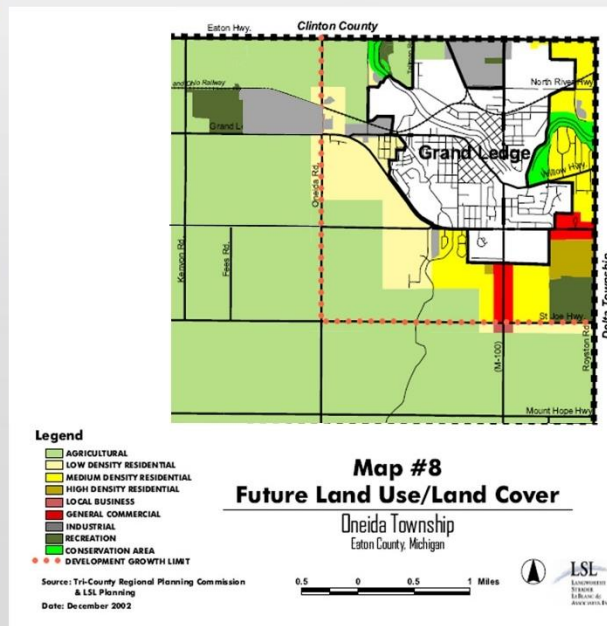 Clinton County
Eaton Hwy.
North River Hwy.
Grand L
Grand Ledge
Willow Hwy.
Oneida Rd.
Kenyon Rd.
Fees Rd.
Delta Township
St Joe Hwy.
Royston Rd.
(M-100)
Mount Hope Hwy.
Legend
AGRICULTURAL
LOW DENSITY RESIDENTIAL
MEDIUM DENSITY RESIDENTIAL
HIGH DENSITY RESIDENTIAL
LOCAL BUSINESS
GENERAL COMMERCIAL
INDUSTRIAL
RECREATION
CONSERVATION AREA
DEVELOPMENT GROWTH LIMIT
Source: Tri-County Regional Planning Commission
& LSL Planning
Date: December 2002
Map #8
Future Land Use/Land Cover
Oneida Township
Eaton County, Michigan
0.5 0 0.5 1 Miles
LSL